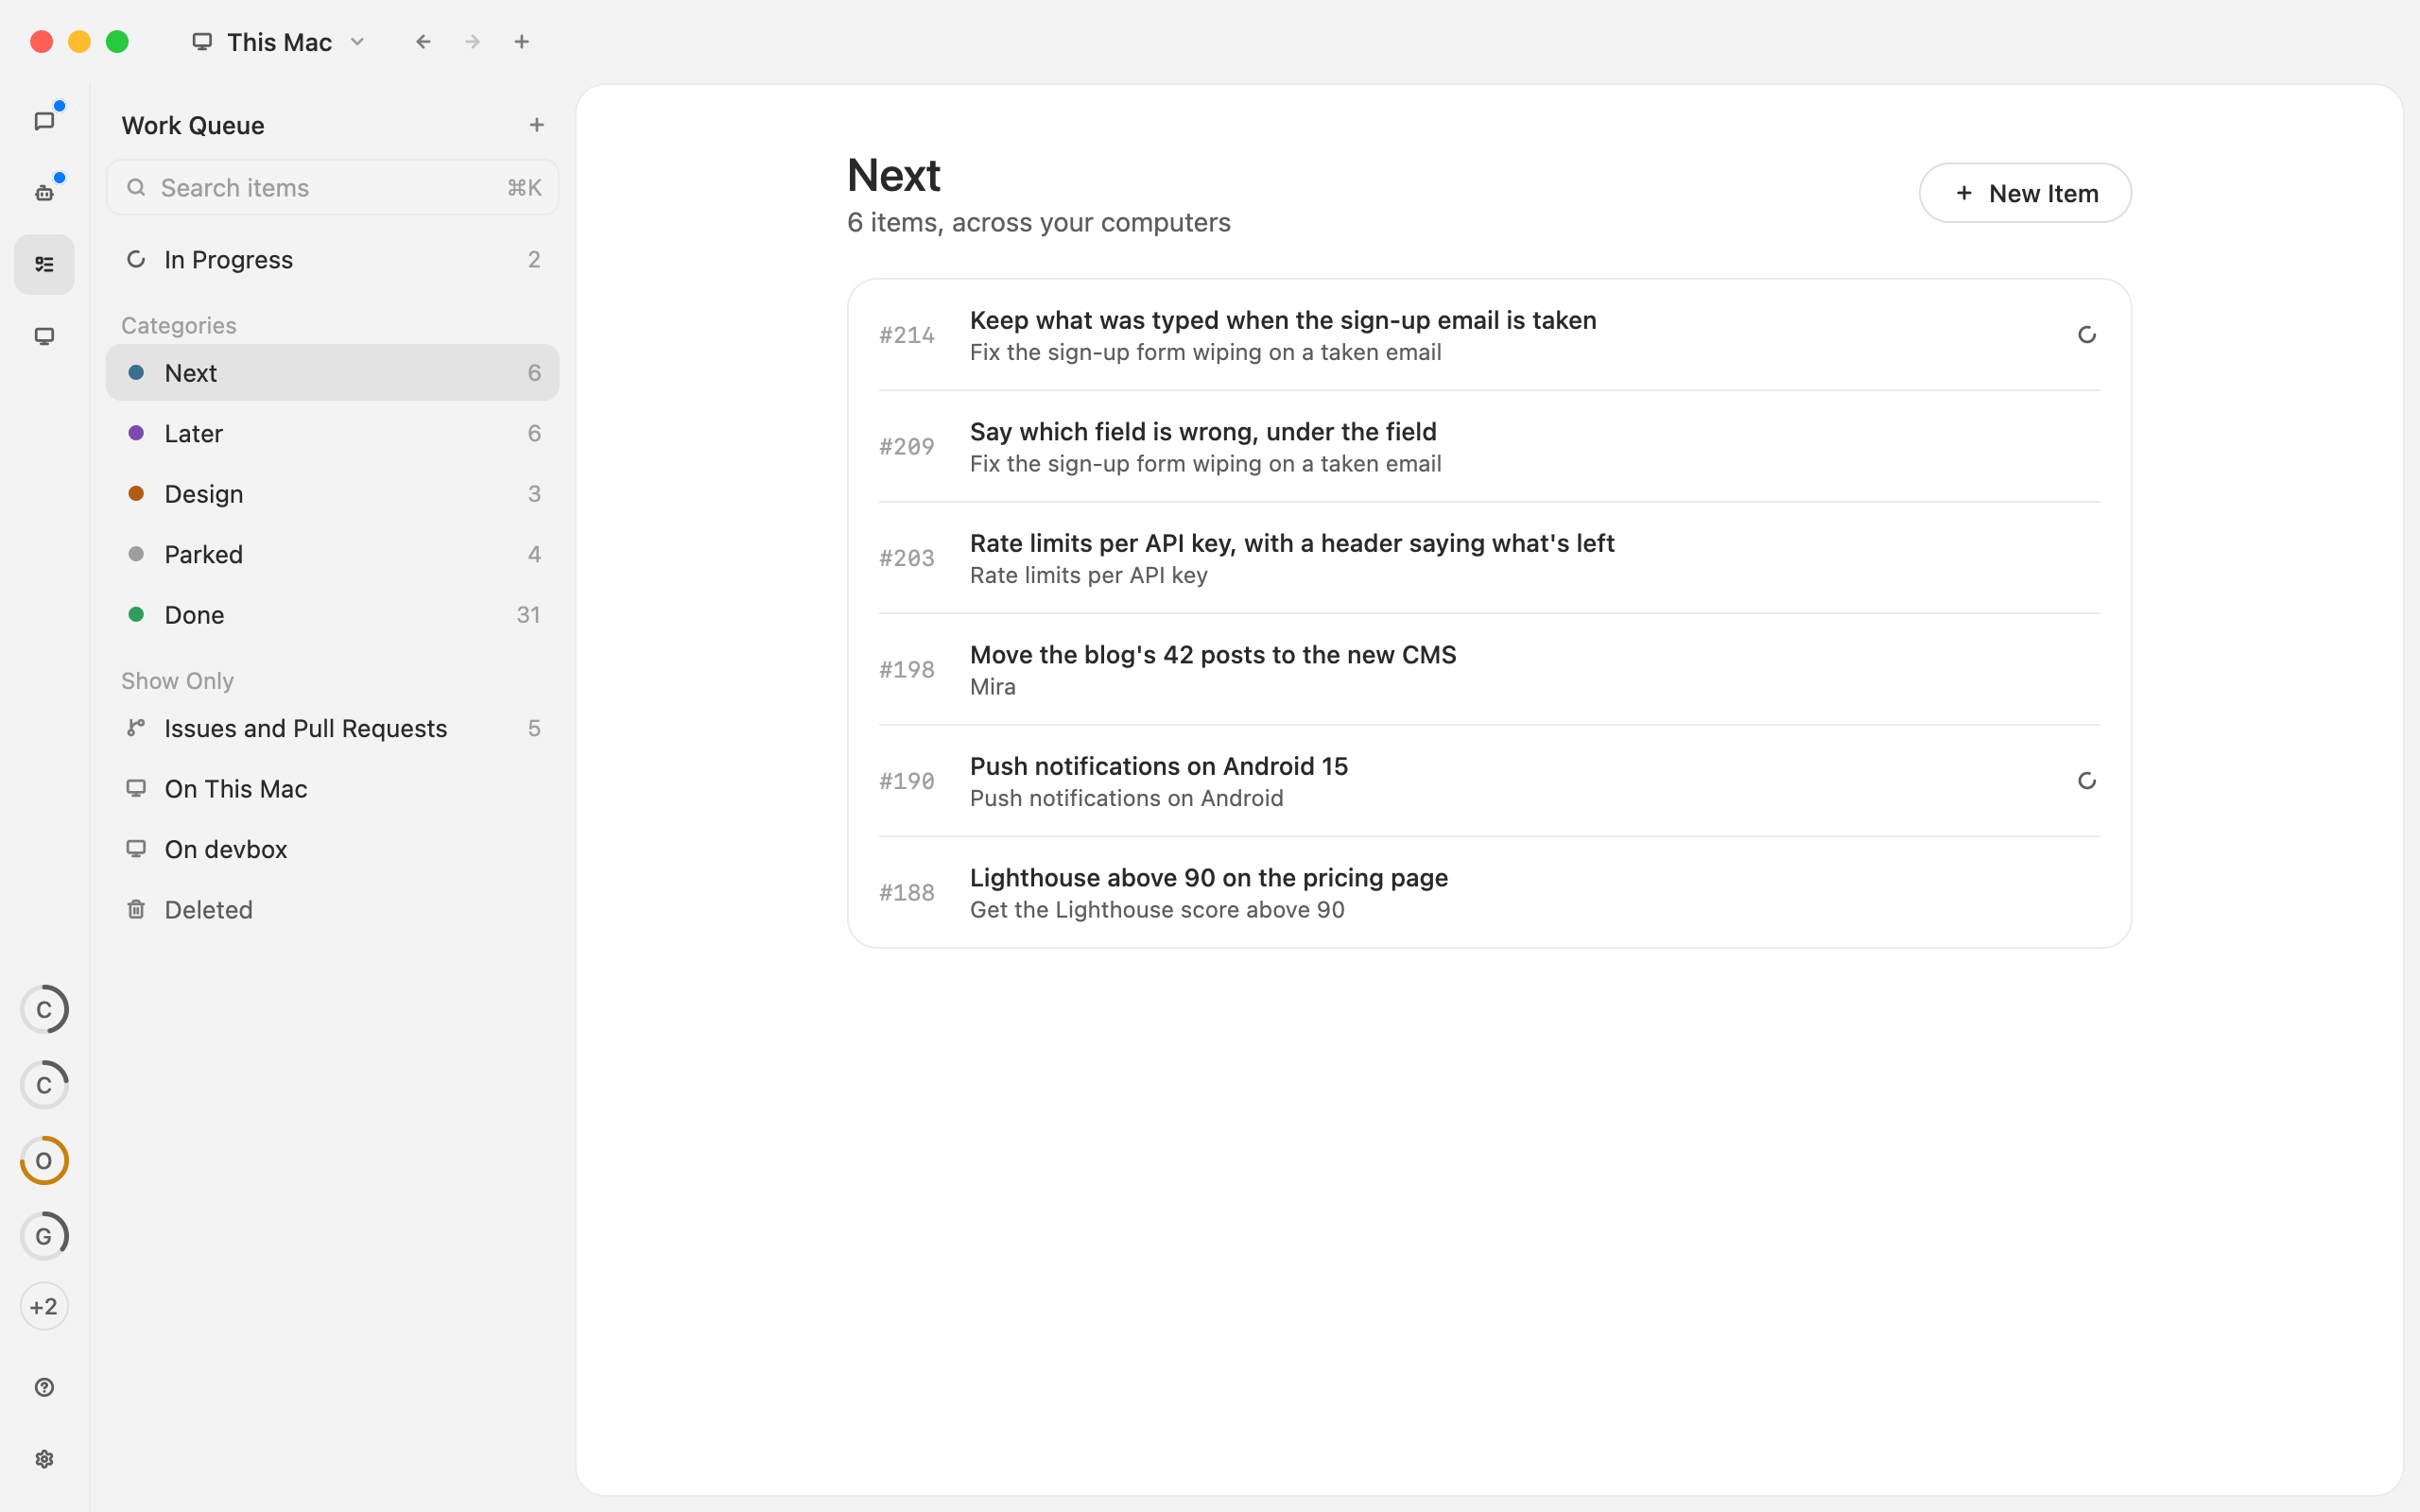 This Mac
Work Queue
Search items ⌘K
In Progress 2
Categories
Next 6
Later 6
Design 3
Parked 4
Done 31
Show Only
Issues and Pull Requests 5
On This Mac
On devbox
Deleted
C
C
O
G
+2
Next
6 items, across your computers
New Item
#214
Keep what was typed when the sign-up email is taken
Fix the sign-up form wiping on a taken email
#209
Say which field is wrong, under the field
Fix the sign-up form wiping on a taken email
#203
Rate limits per API key, with a header saying what's left
Rate limits per API key
#198
Move the blog's 42 posts to the new CMS
Mira
#190
Push notifications on Android 15
Push notifications on Android
#188
Lighthouse above 90 on the pricing page
Get the Lighthouse score above 90